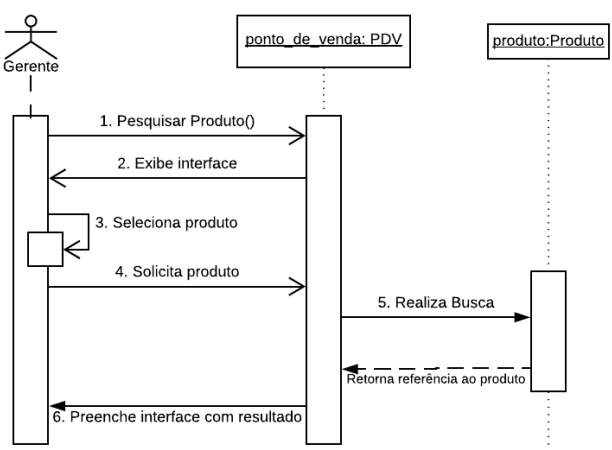 ponto_de_venda: PDV
produto:Produto
Gerente
1. Pesquisar Produto()
2. Exibe interface
3. Seleciona produto
4. Solicita produto
5. Realiza Busca
Retorna referência ao produto
6. Preenche interface com resultado